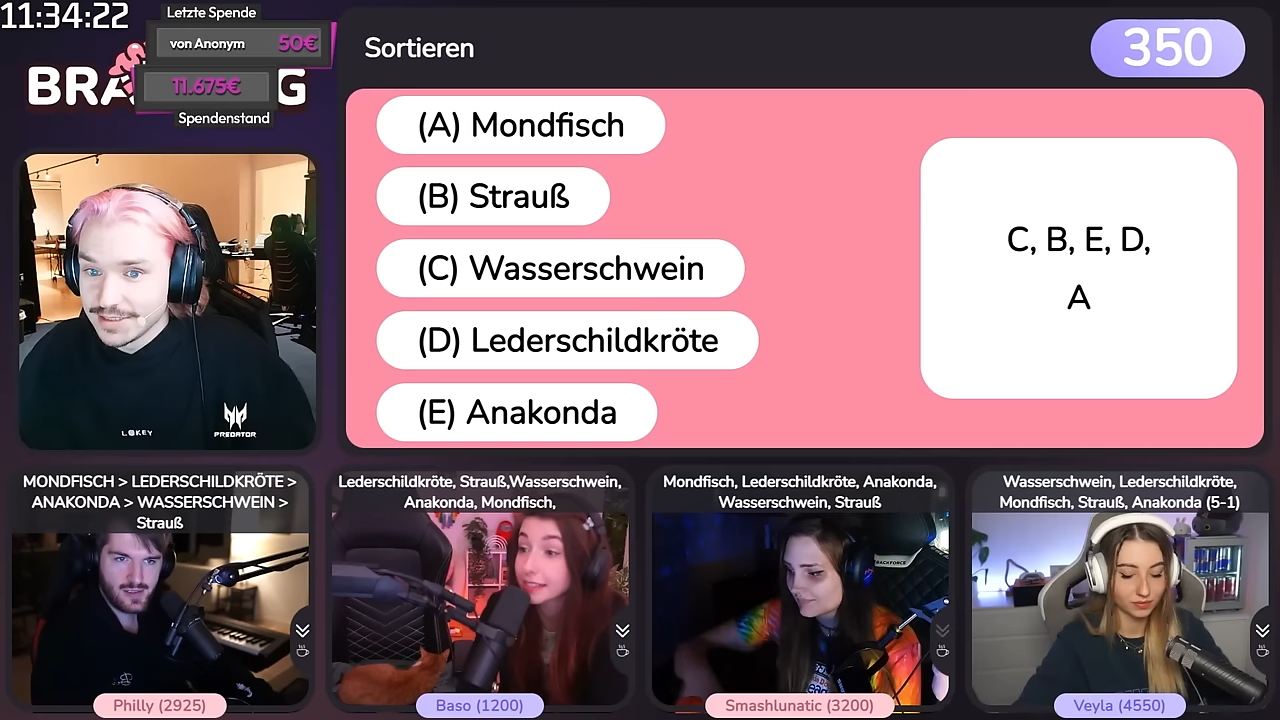 11:34:22
Letzte Spende
von Anonym 50€
11.675€
Spendenstand
Sortieren
350
(A) Mondfisch
(B) Strauß
(C) Wasserschwein
(D) Lederschildkröte
(E) Anakonda
C, B, E, D,
A
LOKEY
PREDATOR
MONDFISCH > LEDERSCHILDKRÖTE >
ANAKONDA > WASSERSCHWEIN >
Strauß
Lederschildkröte, Strauß,Wasserschwein,
Anakonda, Mondfisch,
Mondfisch, Lederschildkröte, Anakonda,
Wasserschwein, Strauß
Wasserschwein, Lederschildkröte,
Mondfisch, Strauß, Anakonda (5-1)
Philly (2925)
Baso (1200)
Smashlunatic (3200)
Veyla (4550)